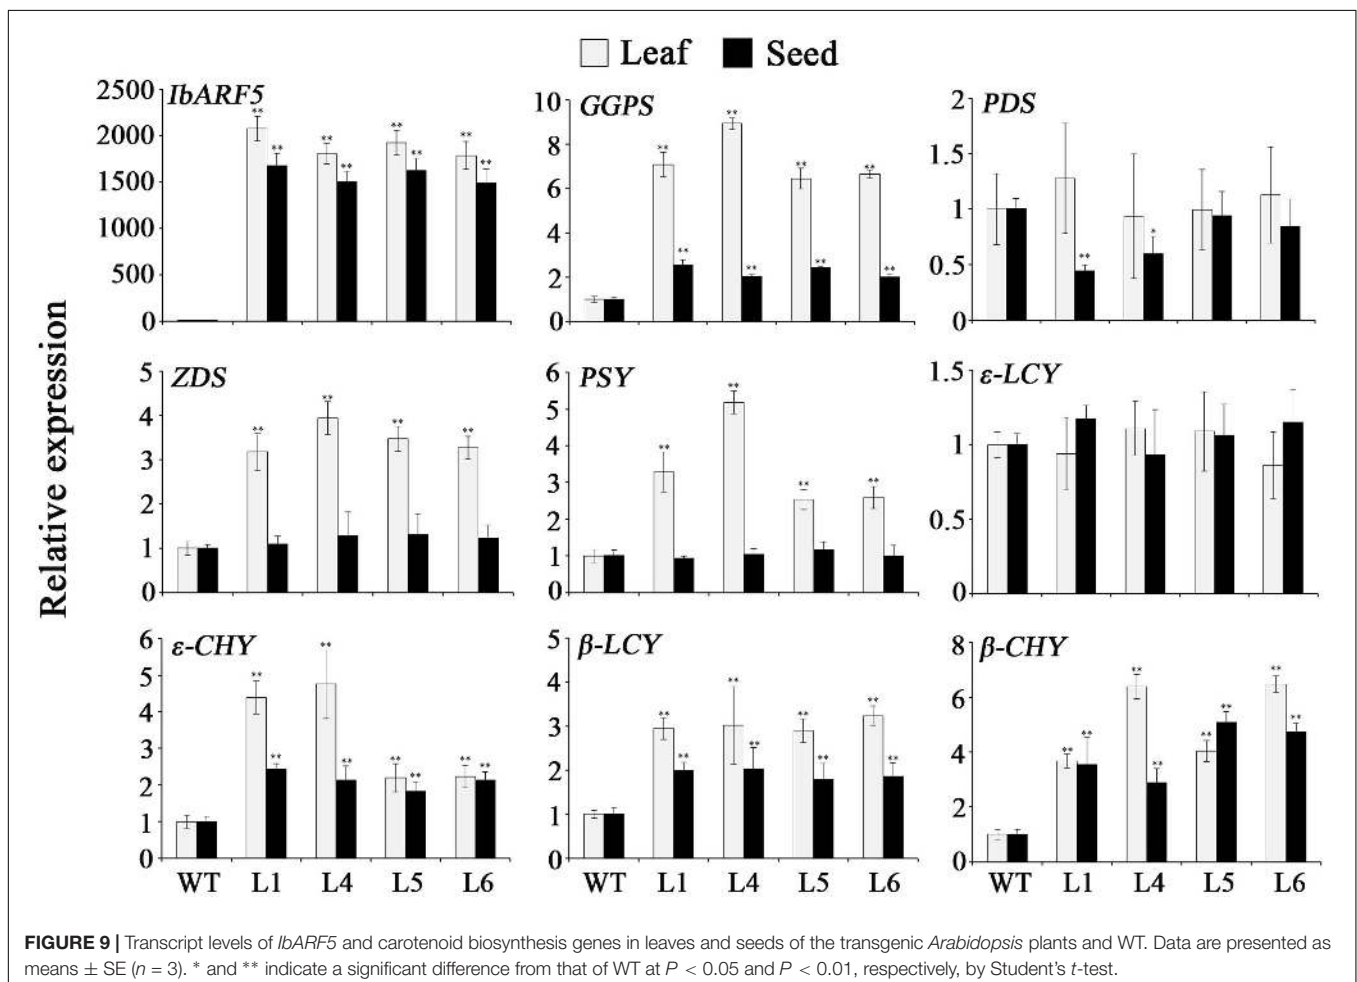 Leaf Seed
Relative expression
IbARF5
2500
2000
1500
1000
500
0
** ** ** ** ** ** ** **
GGPS
10
8
6
4
2
0
** ** ** ** ** ** ** **
PDS
2
1.5
1
0.5
0
** *
ZDS
5
4
3
2
1
0
** ** ** **
PSY
6
5
4
3
2
1
0
** ** ** **
ε-LCY
1.5
1
0.5
0
ε-CHY
6
5
4
3
2
1
0
** ** ** ** ** ** ** **
WT L1 L4 L5 L6
β-LCY
5
4
3
2
1
0
** ** ** ** ** ** ** **
WT L1 L4 L5 L6
β-CHY
8
6
4
2
0
** ** ** ** ** ** ** **
WT L1 L4 L5 L6
FIGURE 9 | Transcript levels of IbARF5 and carotenoid biosynthesis genes in leaves and seeds of the transgenic Arabidopsis plants and WT. Data are presented as
means ± SE (n = 3). * and ** indicate a significant difference from that of WT at P < 0.05 and P < 0.01, respectively, by Student's t-test.